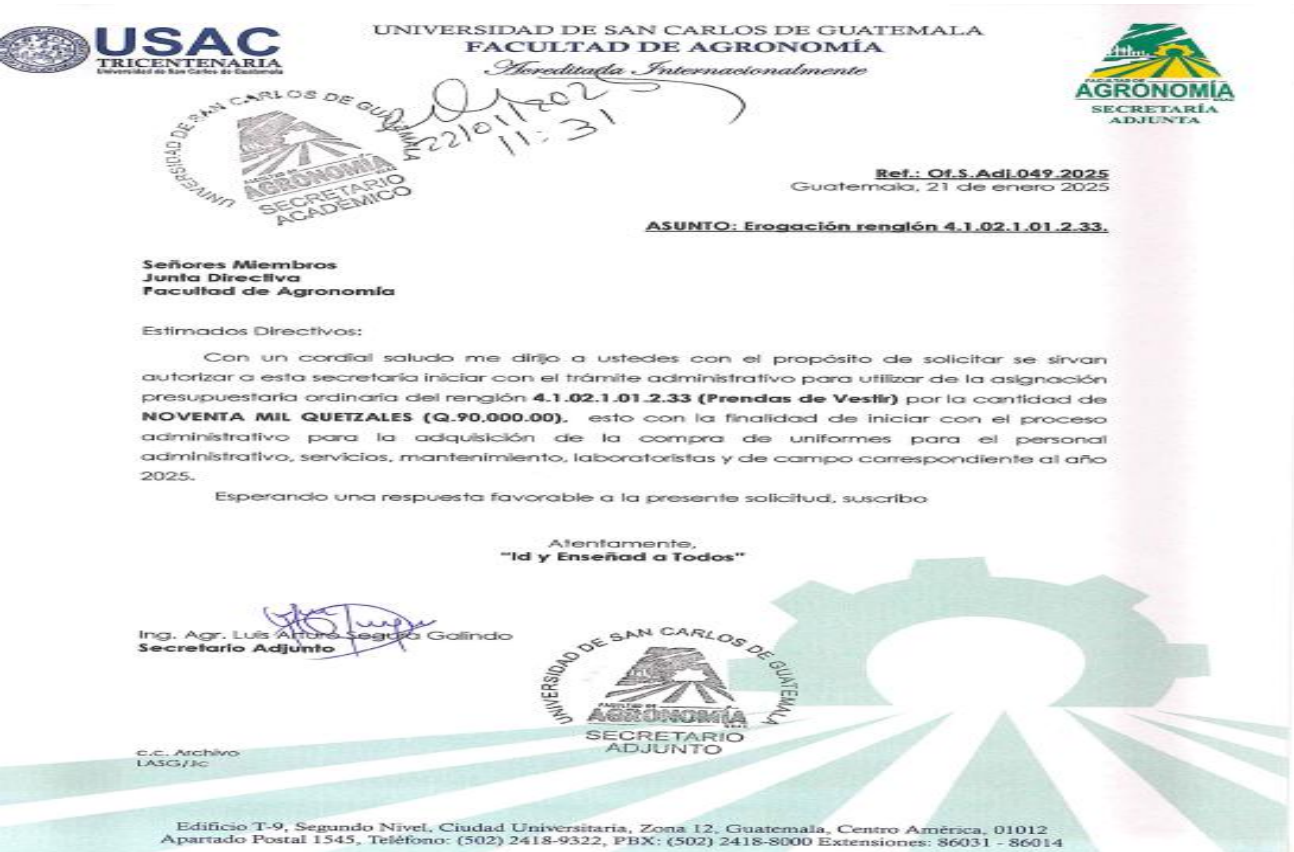 USAC
TRICENTENARIA
Universidad de San Carlos de Guatemala
UNIVERSIDAD DE SAN CARLOS DE GUATEMALA
FACULTAD DE AGRONOMÍA
Acreditada Internacionalmente
FACULTAD DE
AGRONOMÍA
SECRETARÍA
ADJUNTA
UNIVERSIDAD DE SAN CARLOS DE GUATEMALA
AGRONOMÍA
SECRETARIO
ACADÉMICO
22/01/2025
11:31
Ref.: Of.S.Adj.049.2025
Guatemala, 21 de enero 2025
ASUNTO: Erogación renglón 4.1.02.1.01.2.33.
Señores Miembros
Junta Directiva
Facultad de Agronomía
Estimados Directivos:
Con un cordial saludo me dirijo a ustedes con el propósito de solicitar se sirvan
autorizar a esta secretaría iniciar con el trámite administrativo para utilizar de la asignación
presupuestaria ordinaria del renglón 4.1.02.1.01.2.33 (Prendas de Vestir) por la cantidad de
NOVENTA MIL QUETZALES (Q.90,000.00), esto con la finalidad de iniciar con el proceso
administrativo para la adquisición de la compra de uniformes para el personal
administrativo, servicios, mantenimiento, laboratoristas y de campo correspondiente al año
2025.
Esperando una respuesta favorable a la presente solicitud, suscribo
Atentamente,
"Id y Enseñad a Todos"
Ing. Agr. Luis Arturo Segura Galindo
Secretario Adjunto
UNIVERSIDAD DE SAN CARLOS DE GUATEMALA
FACULTAD DE
AGRONOMÍA
SECRETARIO
ADJUNTO
c.c. Archivo
LASG/Jc
Edificio T-9, Segundo Nivel, Ciudad Universitaria, Zona 12, Guatemala, Centro América, 01012
Apartado Postal 1545, Teléfono: (502) 2418-9322, PBX: (502) 2418-8000 Extensiones: 86031 - 86014